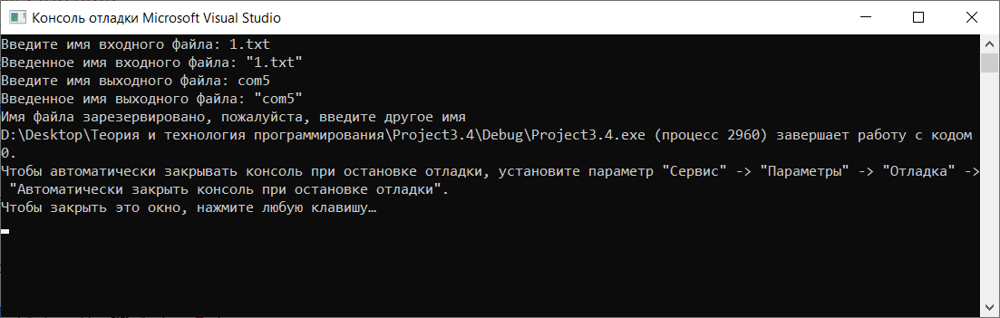 Консоль отладки Microsoft Visual Studio
Введите имя входного файла: 1.txt
Введенное имя входного файла: "1.txt"
Введите имя выходного файла: com5
Введенное имя выходного файла: "com5"
Имя файла зарезервировано, пожалуйста, введите другое имя
D:\Desktop\Теория и технология программирования\Project3.4\Debug\Project3.4.exe (процесс 2960) завершает работу с кодом
0.
Чтобы автоматически закрывать консоль при остановке отладки, установите параметр "Сервис" -> "Параметры" -> "Отладка" ->
"Автоматически закрыть консоль при остановке отладки".
Чтобы закрыть это окно, нажмите любую клавишу…